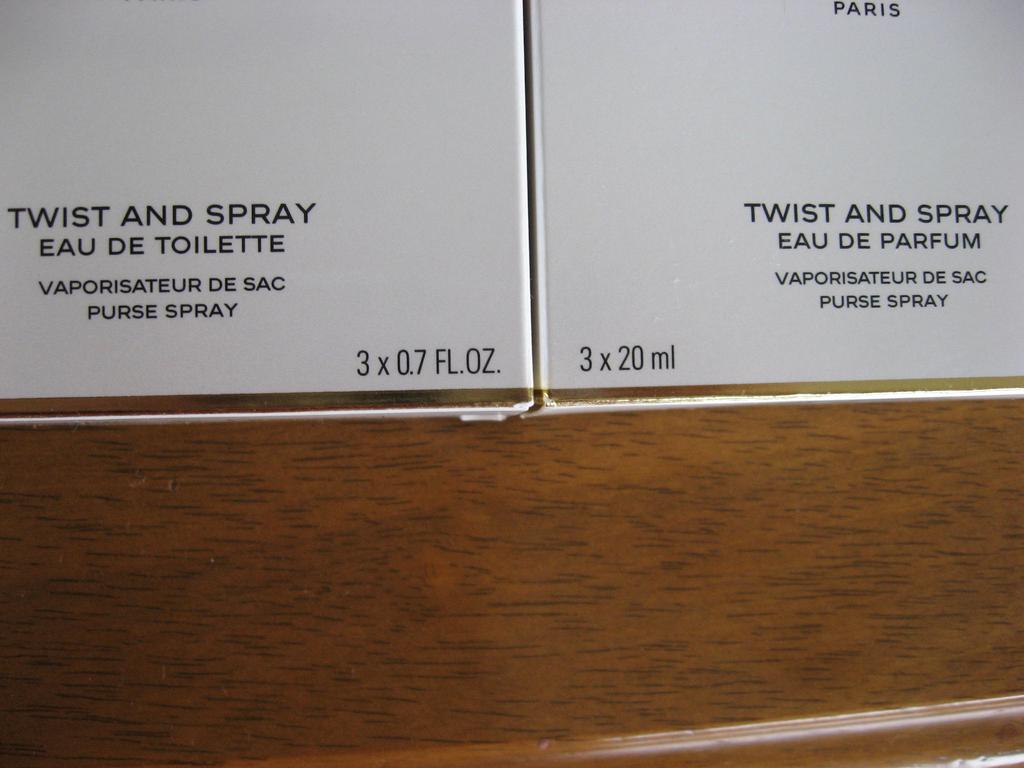 TWIST AND SPRAY
EAU DE TOILETTE
VAPORISATEUR DE SAC
PURSE SPRAY
3 x 0.7 FL.OZ.
PARIS
TWIST AND SPRAY
EAU DE PARFUM
VAPORISATEUR DE SAC
PURSE SPRAY
3 x 20 ml